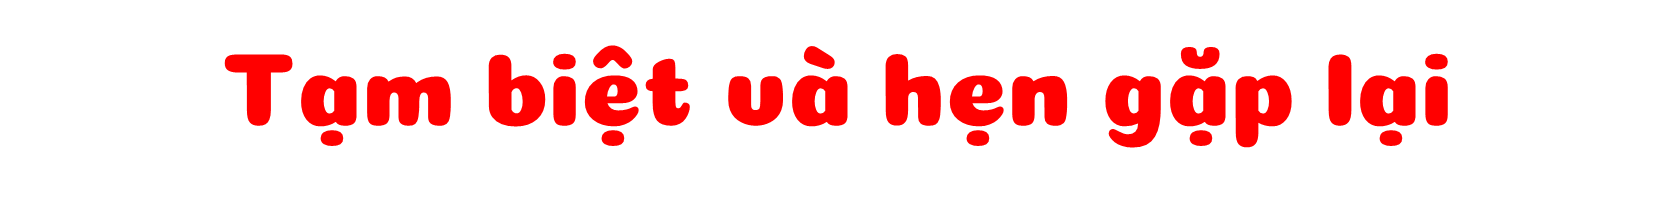 Tạm biệt và hẹn gặp lại